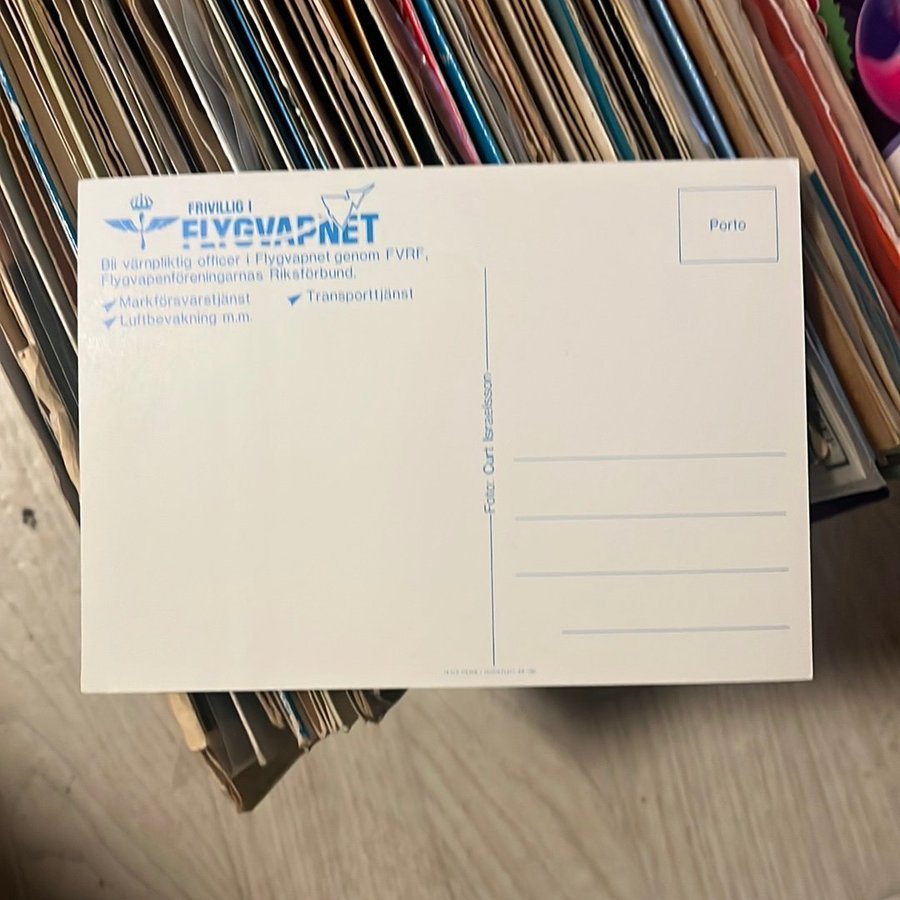 FRIVILLIG I
FLYGVAPNET
Bli värnpliktig officer i Flygvapnet genom FVRF,
Flygvapenföreningarnas Riksförbund.
Markförsvarstjänst
Transporttjänst
Luftbevakning m.m.
Porto
Foto: Curt Israelsson